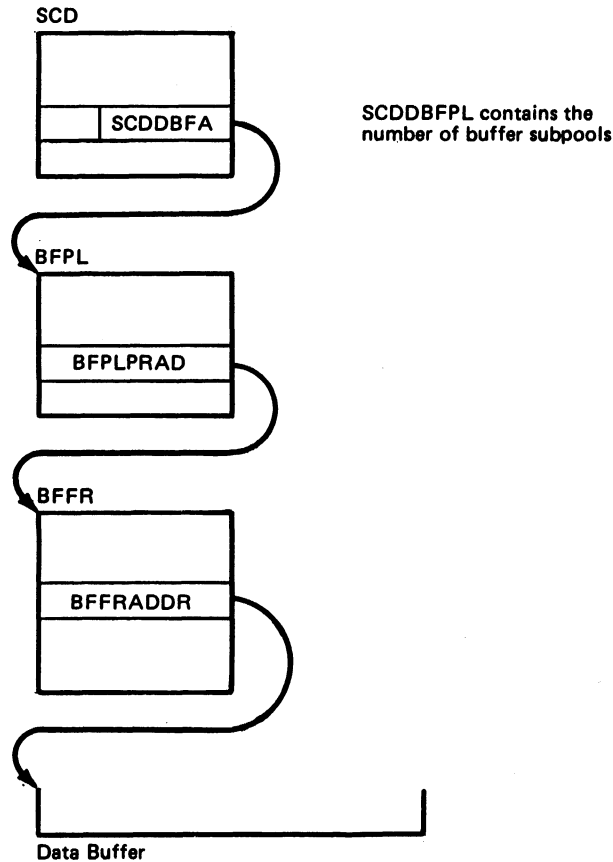 SCD
SCDDBFA
SCDDBFPL contains the
number of buffer subpools
BFPL
BFPLPRAD
BFFR
BFFRADDR
Data Buffer